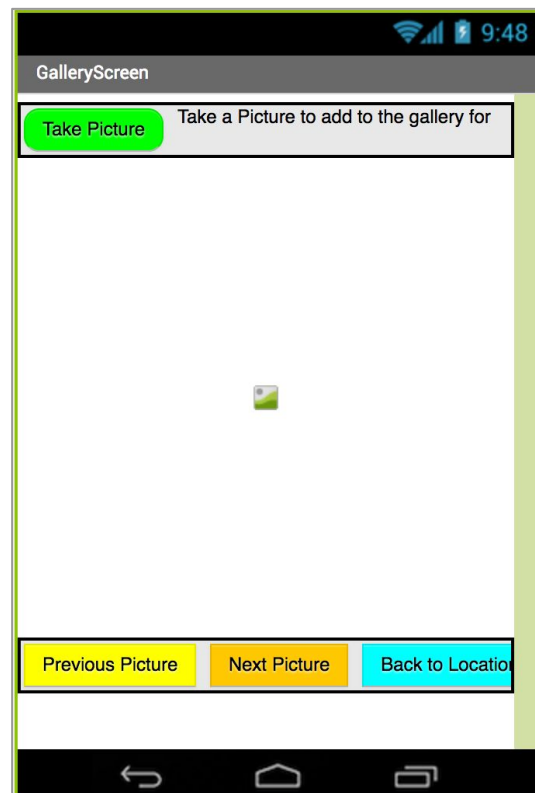 9:48
GalleryScreen
Take Picture
Take a Picture to add to the gallery for
Previous Picture
Next Picture
Back to Location